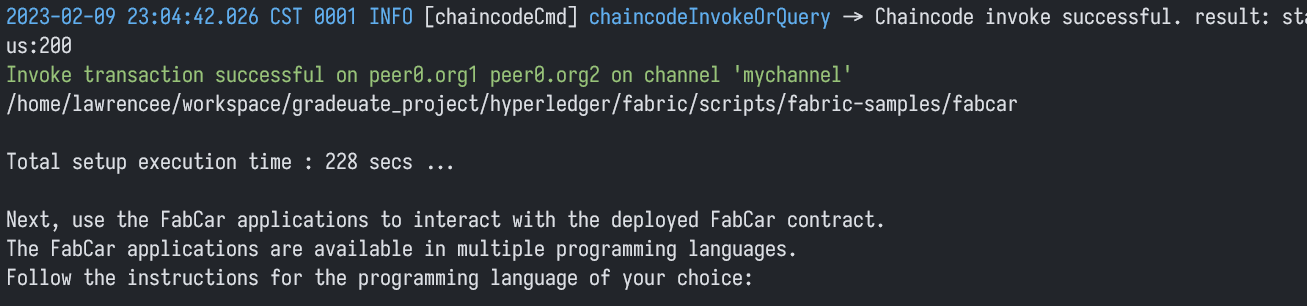 2023-02-09 23:04:42.026 CST 0001 INFO [chaincodeCmd] chaincodeInvokeOrQuery -> Chaincode invoke successful. result: sta
us:200
Invoke transaction successful on peer0.org1 peer0.org2 on channel 'mychannel'
/home/lawrencee/workspace/gradeuate_project/hyperledger/fabric/scripts/fabric-samples/fabcar
Total setup execution time : 228 secs ...
Next, use the FabCar applications to interact with the deployed FabCar contract.
The FabCar applications are available in multiple programming languages.
Follow the instructions for the programming language of your choice: